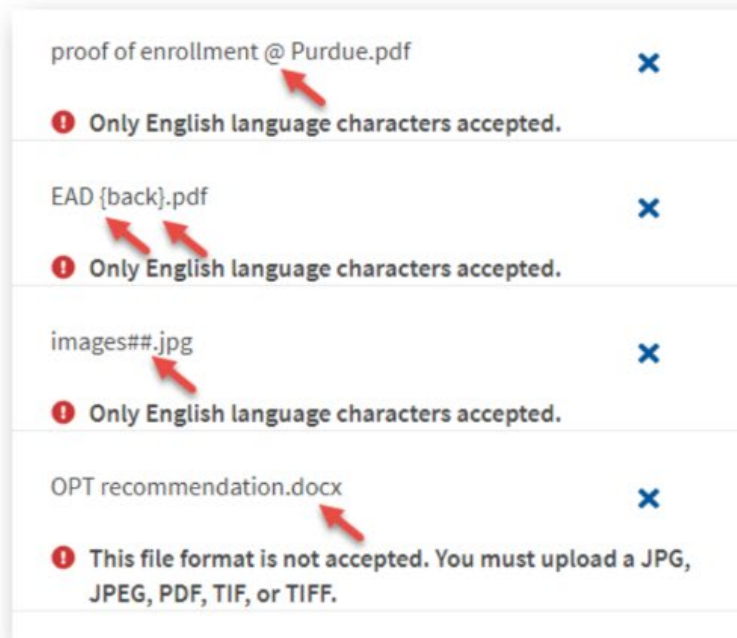 proof of enrollment @ Purdue.pdf
Only English language characters accepted.
EAD {back}.pdf
Only English language characters accepted.
images##.jpg
Only English language characters accepted.
OPT recommendation.docx
This file format is not accepted. You must upload a JPG,
JPEG, PDF, TIF, or TIFF.